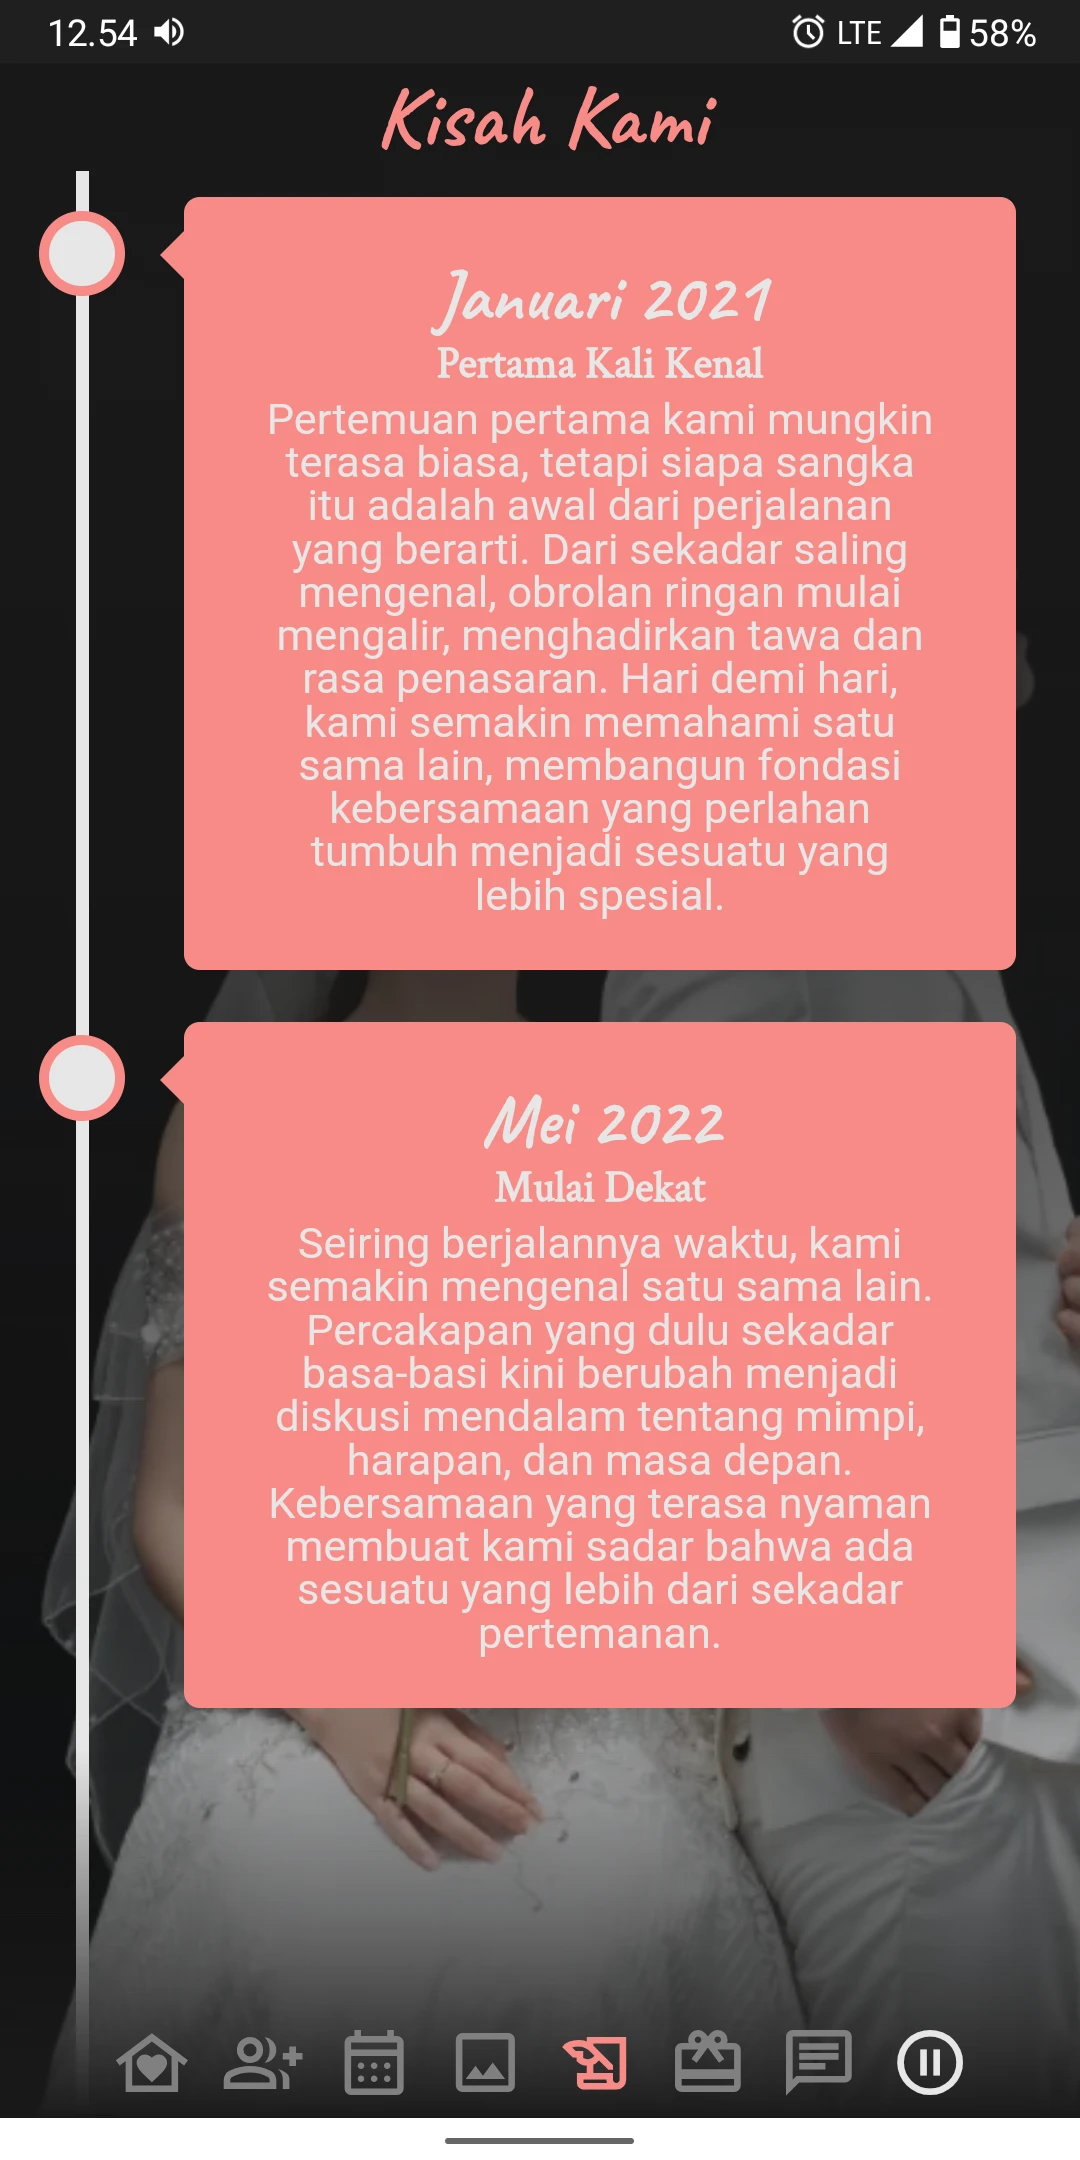 12.54
LTE
58%
Kisah Kami
Januari 2021
Pertama Kali Kenal
Pertemuan pertama kami mungkin
terasa biasa, tetapi siapa sangka
itu adalah awal dari perjalanan
yang berarti. Dari sekadar saling
mengenal, obrolan ringan mulai
mengalir, menghadirkan tawa dan
rasa penasaran. Hari demi hari,
kami semakin memahami satu
sama lain, membangun fondasi
kebersamaan yang perlahan
tumbuh menjadi sesuatu yang
lebih spesial.
Mei 2022
Mulai Dekat
Seiring berjalannya waktu, kami
semakin mengenal satu sama lain.
Percakapan yang dulu sekadar
basa-basi kini berubah menjadi
diskusi mendalam tentang mimpi,
harapan, dan masa depan.
Kebersamaan yang terasa nyaman
membuat kami sadar bahwa ada
sesuatu yang lebih dari sekadar
pertemanan.